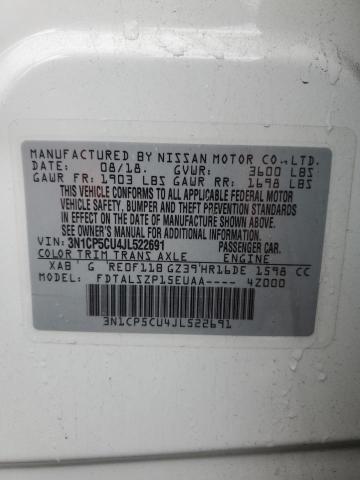 MANUFACTURED BY NISSAN MOTOR CO.,LTD.
DATE: 08/18. GVWR: 3600 LBS
GAWR FR: 1903 LBS GAWR RR: 1698 LBS
THIS VEHICLE CONFORMS TO ALL APPLICABLE FEDERAL MOTOR
VEHICLE SAFETY, BUMPER, AND THEFT PREVENTION STANDARDS
IN EFFECT ON THE DATE OF MANUFACTURE SHOWN ABOVE.
SEE OWNER'S MANUAL FOR ADDITIONAL INFORMATION.
VIN: 3N1CP5CU4JL522691 PASSENGER CAR.
COLOR TRIM TRANS AXLE ENGINE
XAB G RE0F11B GZ39 HR16DE 1598 CC
MODEL: FDTALSZP15EUAA---- 4Z000
3N1CP5CU4JL522691